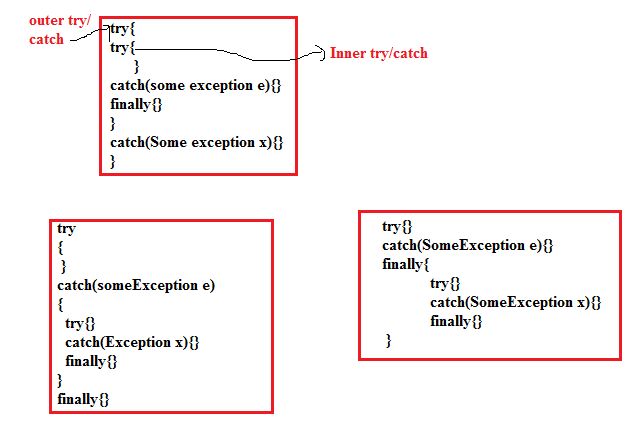 outer try/
catch
try{
try{
Inner try/catch
}
catch(some exception e){}
finally{}
}
catch(Some exception x){}
}
try
{
}
catch(someException e)
{
try{}
catch(Exception x){}
finally{}
}
finally{}
try{}
catch(SomeException e){}
finally{
try{}
catch(SomeException x){}
finally{}
}